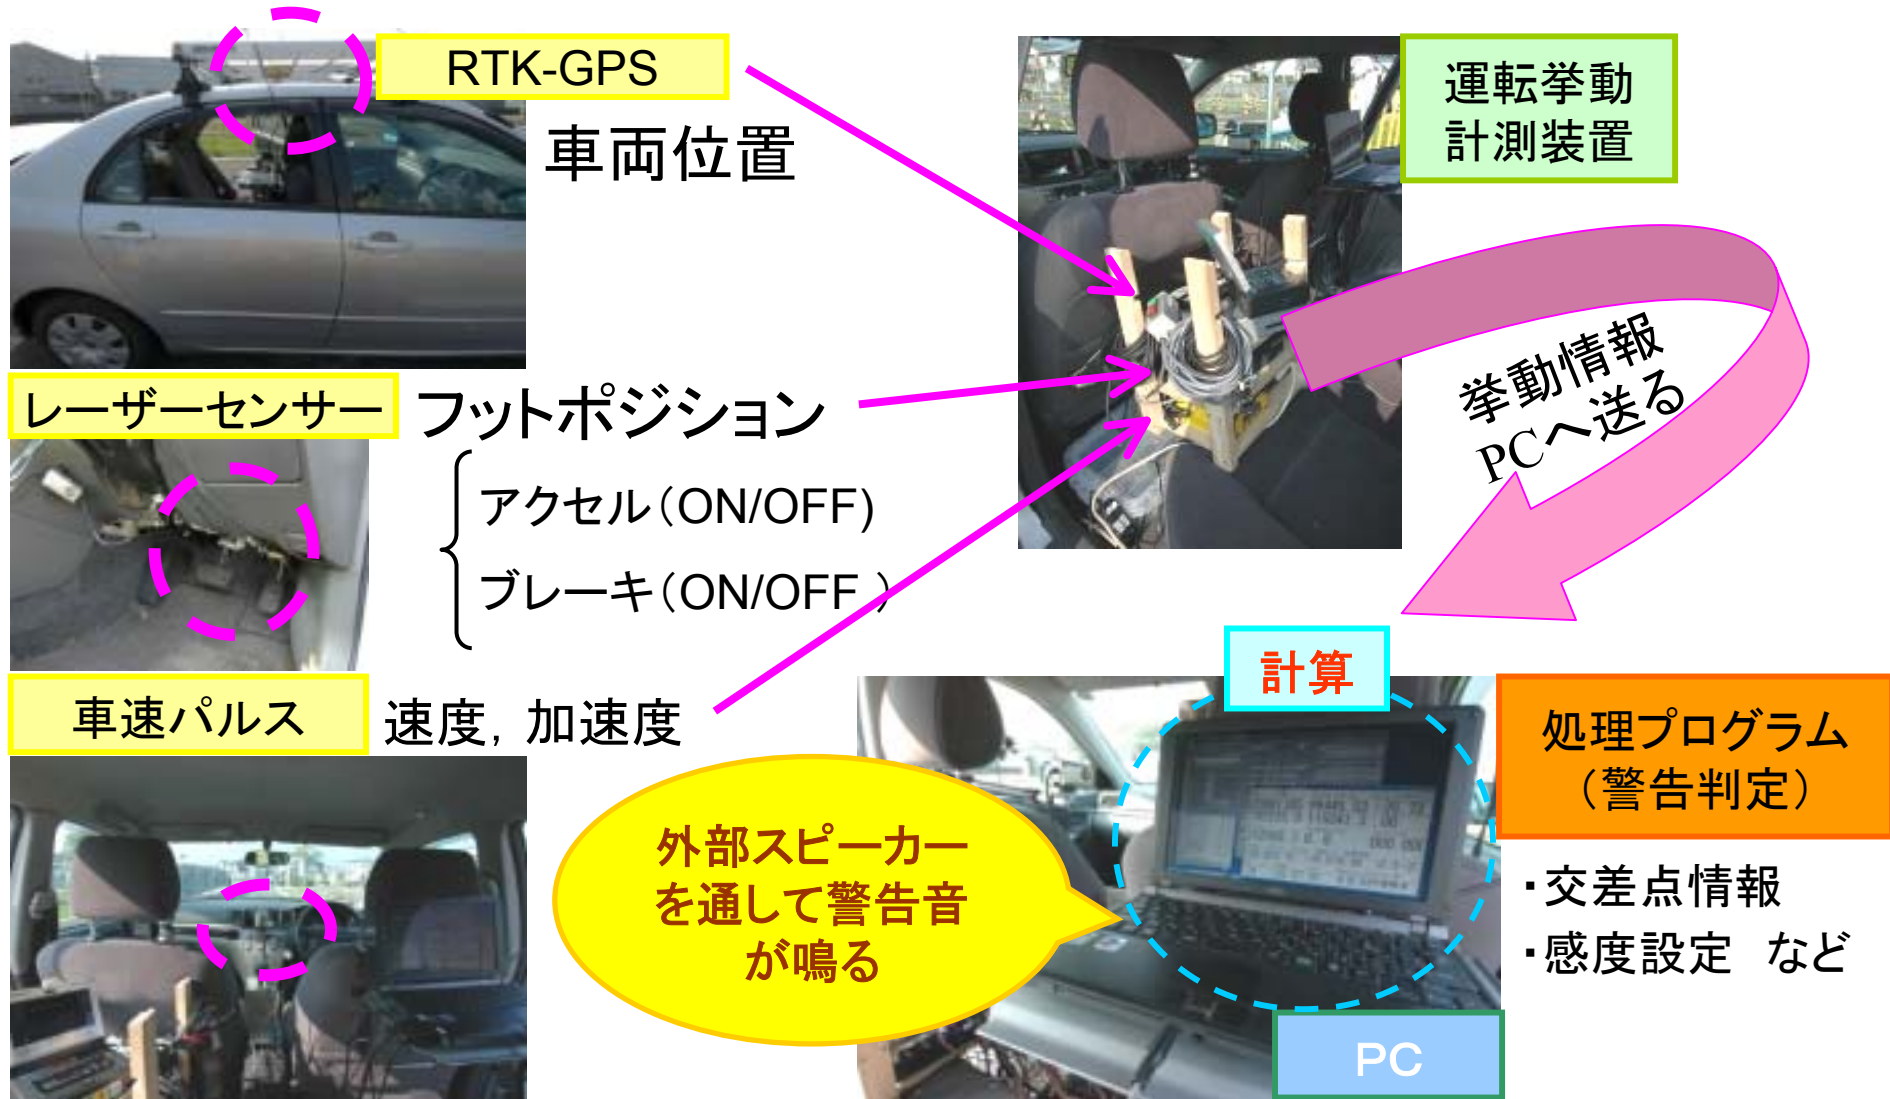 RTK-GPS
車両位置
運転挙動
計測装置
レーザーセンサー
フットポジション
アクセル（ON/OFF)
ブレーキ（ON/OFF ）
挙動情報
PCへ送る
車速パルス
速度，加速度
計算
処理プログラム
（警告判定）
・交差点情報
・感度設定　など
外部スピーカー
を通して警告音
が鳴る
PC